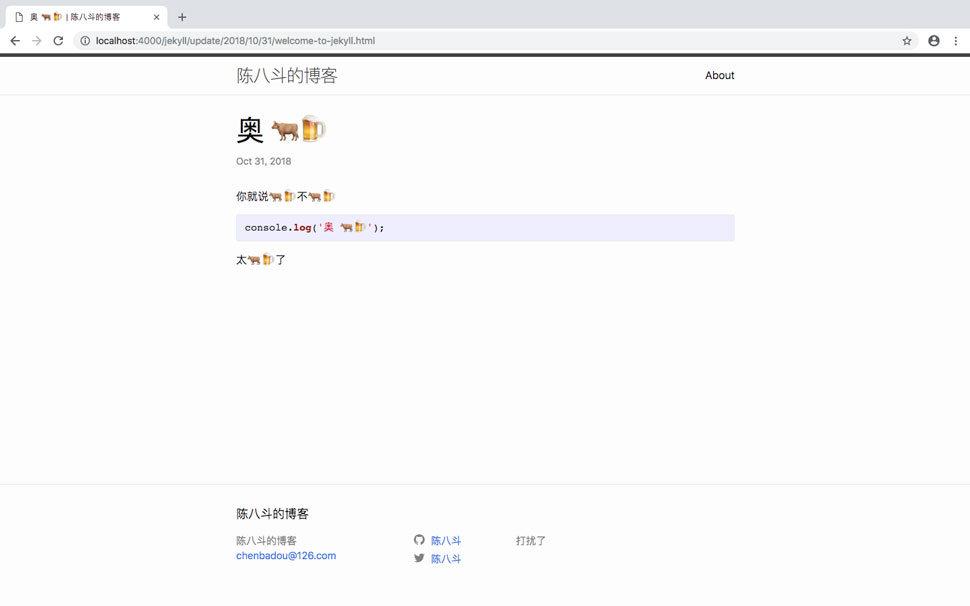 奥 🐂🍺 | 陈八斗的博客
localhost:4000/jekyll/update/2018/10/31/welcome-to-jekyll.html
陈八斗的博客
About
奥 🐂🍺
Oct 31, 2018
你就说🐂🍺不🐂🍺
console.log('奥 🐂🍺');
太🐂🍺了
陈八斗的博客
陈八斗的博客
chenbadou@126.com
陈八斗
陈八斗
打扰了